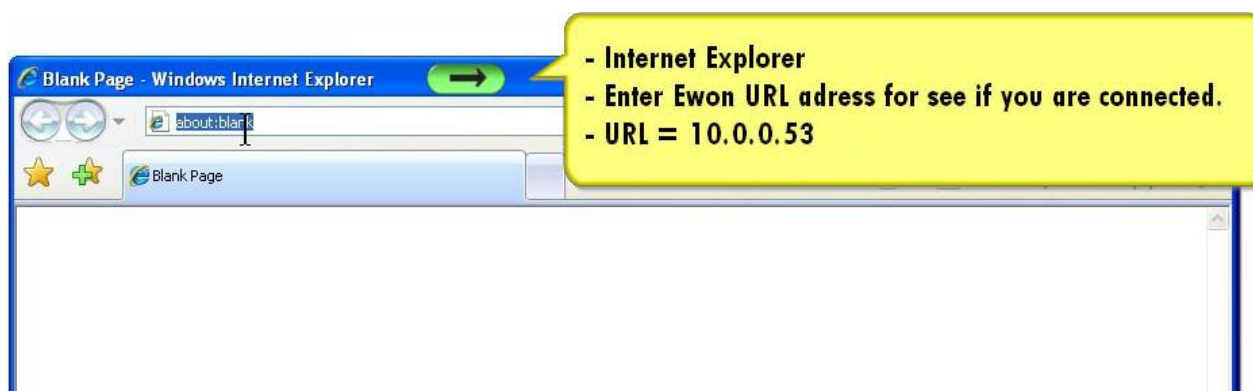 Blank Page - Windows Internet Explorer
about:blank
Blank Page
- Internet Explorer
- Enter Ewon URL adress for see if you are connected.
- URL = 10.0.0.53